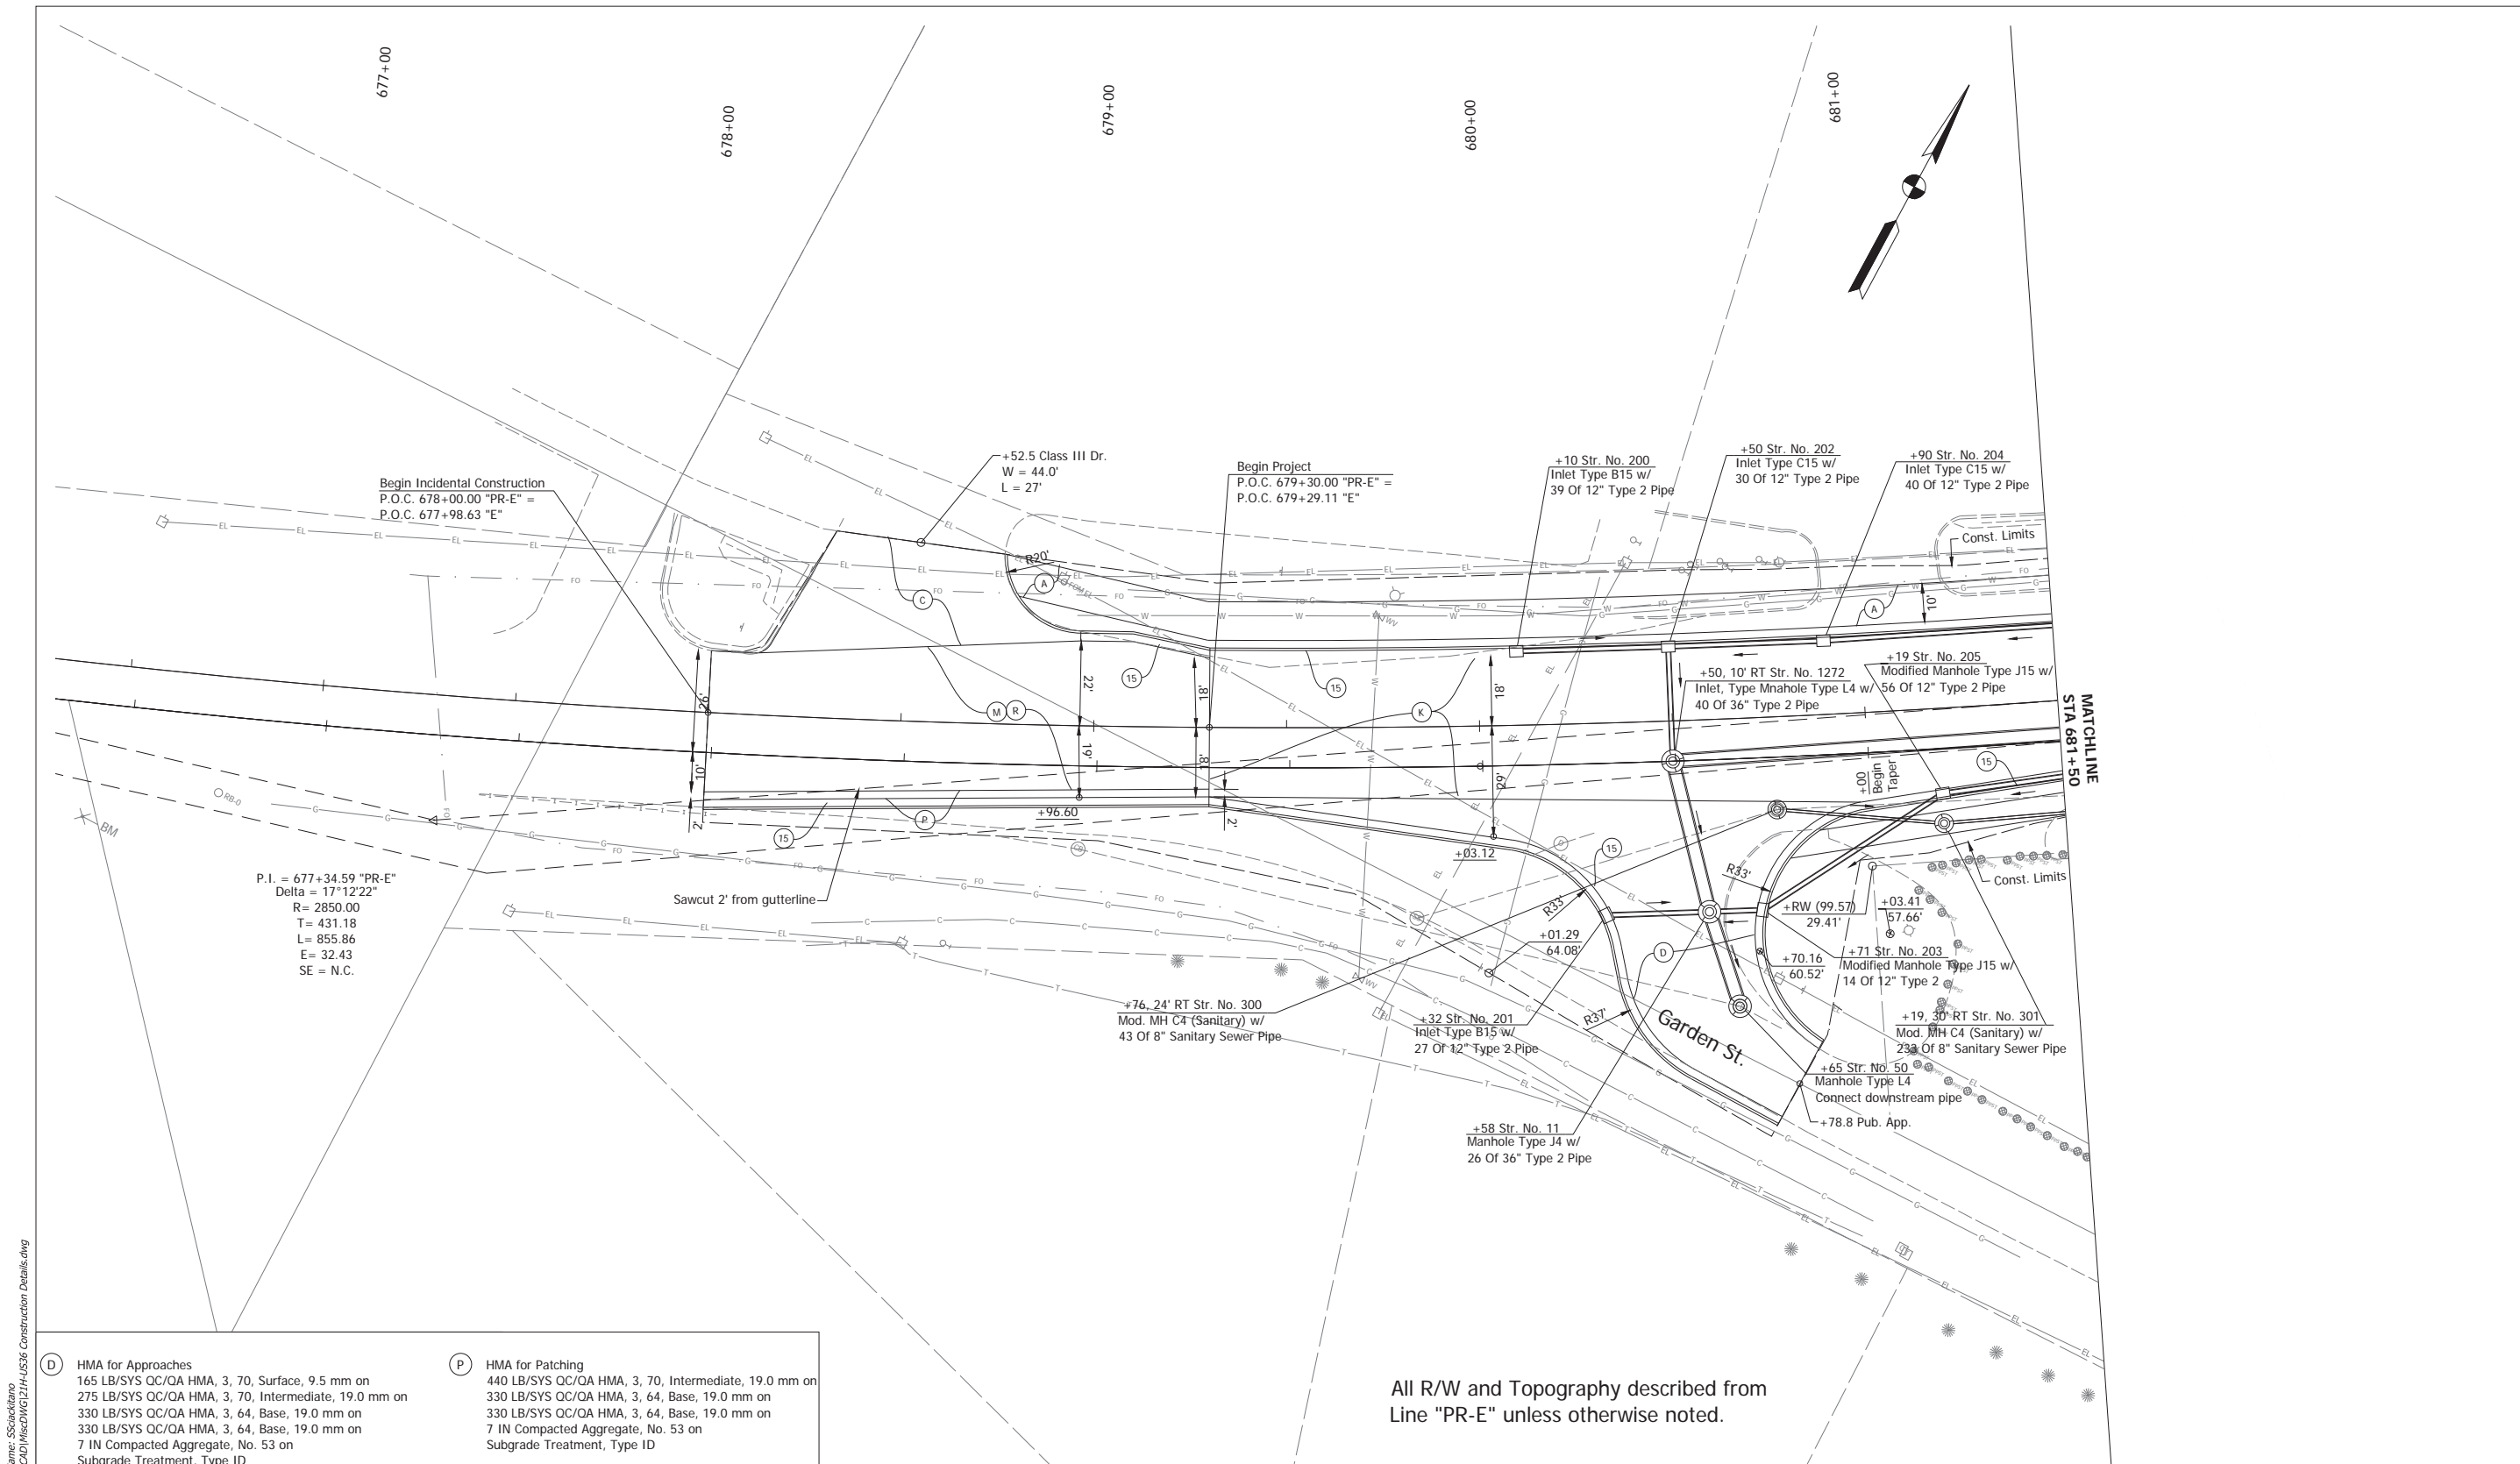 677+00
678+00
679+00
680+00
681+00
Begin Incidental Construction
P.O.C. 678+00.00 "PR-E" =
P.O.C. 677+98.63 "E"
+52.5 Class III Dr.
W = 44.0'
L = 27'
Begin Project
P.O.C. 679+30.00 "PR-E" =
P.O.C. 679+29.11 "E"
+10 Str. No. 200
Inlet Type B15 w/
39 Of 12" Type 2 Pipe
+50 Str. No. 202
Inlet Type C15 w/
30 Of 12" Type 2 Pipe
+90 Str. No. 204
Inlet Type C15 w/
40 Of 12" Type 2 Pipe
Const. Limits
R20'
A
C
A
10'
15
15
18'
18'
22'
26'
M R
K
+50, 10' RT Str. No. 1272
Inlet, Type Mnahole Type L4 w/
40 Of 36" Type 2 Pipe
+19 Str. No. 205
Modified Manhole Type J15 w/
56 Of 12" Type 2 Pipe
MATCHLINE
STA 681+50
10'
19'
18'
29'
+00
Begin
Taper
15
RB-0
BM
2'
15
P
+96.60
2'
+03.12
15
R33'
Const. Limits
P.I. = 677+34.59 "PR-E"
Delta = 17°12'22"
R= 2850.00
T= 431.18
L= 855.86
E= 32.43
SE = N.C.
Sawcut 2' from gutterline
R33'
+RW (99.57)
29.41'
+03.41
57.66'
+01.29
64.08'
D
+70.16
60.52'
+71 Str. No. 203
Modified Manhole Type J15 w/
14 Of 12" Type 2
+76, 24' RT Str. No. 300
Mod. MH C4 (Sanitary) w/
43 Of 8" Sanitary Sewer Pipe
+32 Str. No. 201
Inlet Type B15 w/
27 Of 12" Type 2 Pipe
R37'
Garden St.
+19, 30' RT Str. No. 301
Mod. MH C4 (Sanitary) w/
233 Of 8" Sanitary Sewer Pipe
+65 Str. No. 50
Manhole Type L4
Connect downstream pipe
+78.8 Pub. App.
+58 Str. No. 11
Manhole Type J4 w/
26 Of 36" Type 2 Pipe
D HMA for Approaches
165 LB/SYS QC/QA HMA, 3, 70, Surface, 9.5 mm on
275 LB/SYS QC/QA HMA, 3, 70, Intermediate, 19.0 mm on
330 LB/SYS QC/QA HMA, 3, 64, Base, 19.0 mm on
330 LB/SYS QC/QA HMA, 3, 64, Base, 19.0 mm on
7 IN Compacted Aggregate, No. 53 on
Subgrade Treatment, Type ID
P HMA for Patching
440 LB/SYS QC/QA HMA, 3, 70, Intermediate, 19.0 mm on
330 LB/SYS QC/QA HMA, 3, 64, Base, 19.0 mm on
330 LB/SYS QC/QA HMA, 3, 64, Base, 19.0 mm on
7 IN Compacted Aggregate, No. 53 on
Subgrade Treatment, Type ID
All R/W and Topography described from
Line "PR-E" unless otherwise noted.